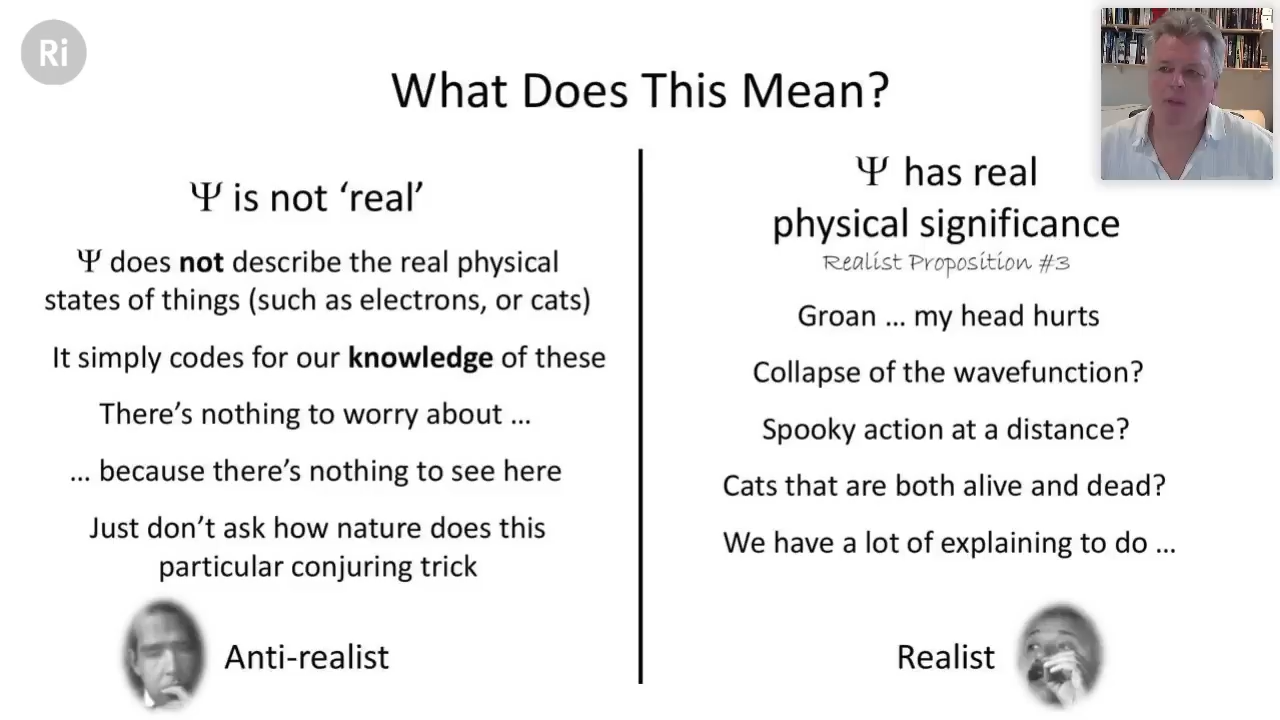 Ri
What Does This Mean?
Ψ is not ‘real’
Ψ does not describe the real physical
states of things (such as electrons, or cats)
It simply codes for our knowledge of these
There’s nothing to worry about …
… because there’s nothing to see here
Just don’t ask how nature does this
particular conjuring trick
Anti-realist
Ψ has real
physical significance
Realist Proposition #3
Groan … my head hurts
Collapse of the wavefunction?
Spooky action at a distance?
Cats that are both alive and dead?
We have a lot of explaining to do …
Realist